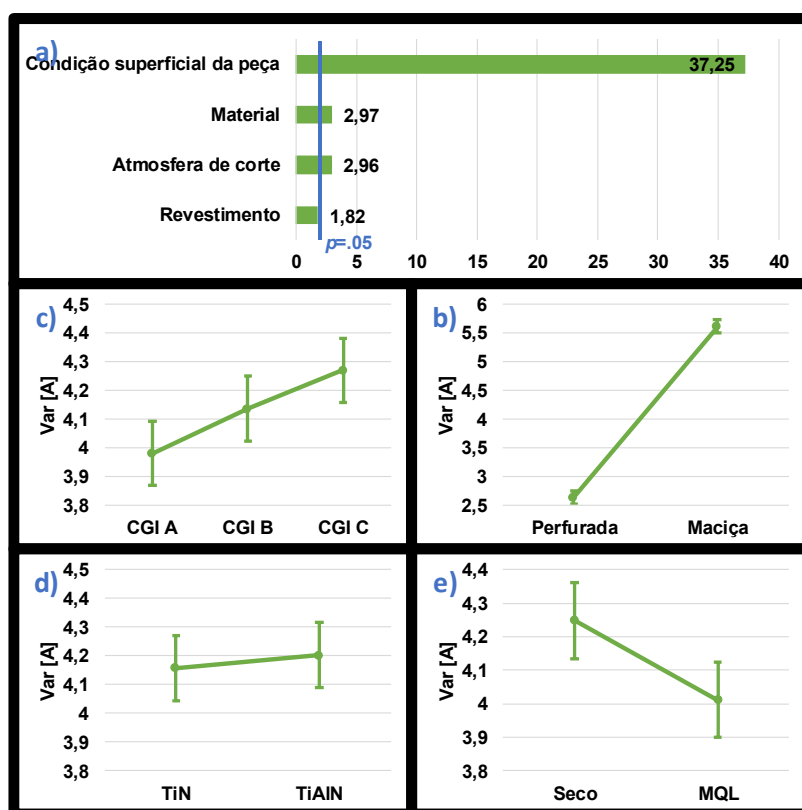 a)
Condição superficial da peça
37,25
Material
2,97
Atmosfera de corte
2,96
Revestimento
1,82
p=.05
0 5 10 15 20 25 30 35 40
c)
Var [A]
4,5
4,4
4,3
4,2
4,1
4
3,9
3,8
CGI A CGI B CGI C
b)
Var [A]
6
5,5
5
4,5
4
3,5
3
2,5
Perfurada Maciça
d)
Var [A]
4,5
4,4
4,3
4,2
4,1
4
3,9
3,8
TiN TiAlN
e)
Var [A]
4,4
4,3
4,2
4,1
4
3,9
3,8
Seco MQL